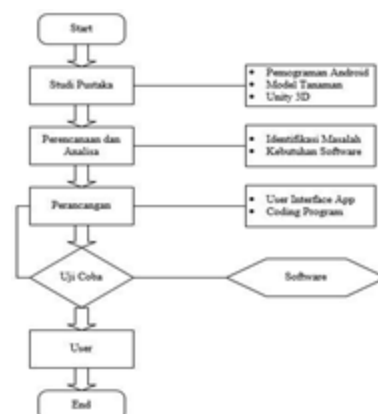 Start
Studi Pustaka
• Pemograman Android
• Model Tanaman
• Unity 3D
Perencanaan dan
Analisa
• Identifikasi Masalah
• Kebutuhan Software
Perancangan
• User Interface App
• Coding Program
Uji Coba
Software
User
End